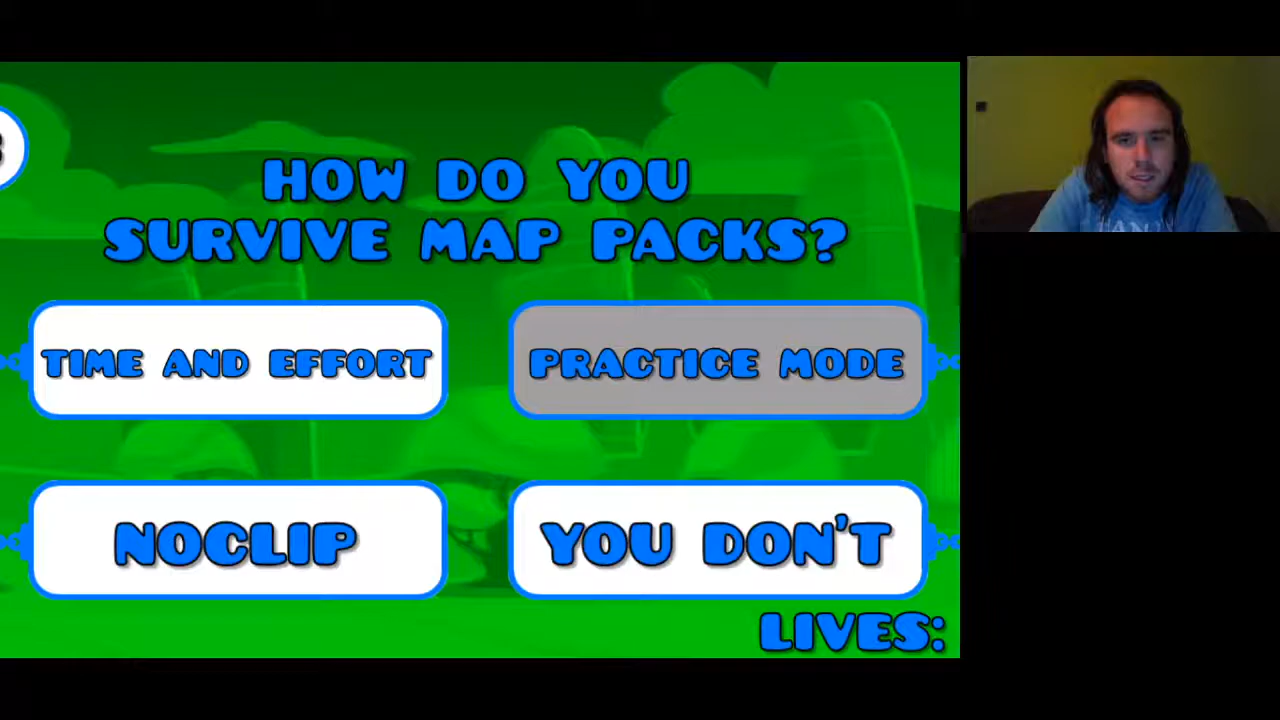 HOW DO YOU
SURVIVE MAP PACKS?
TIME AND EFFORT
PRACTICE MODE
NOCLIP
YOU DON'T
LIVES: